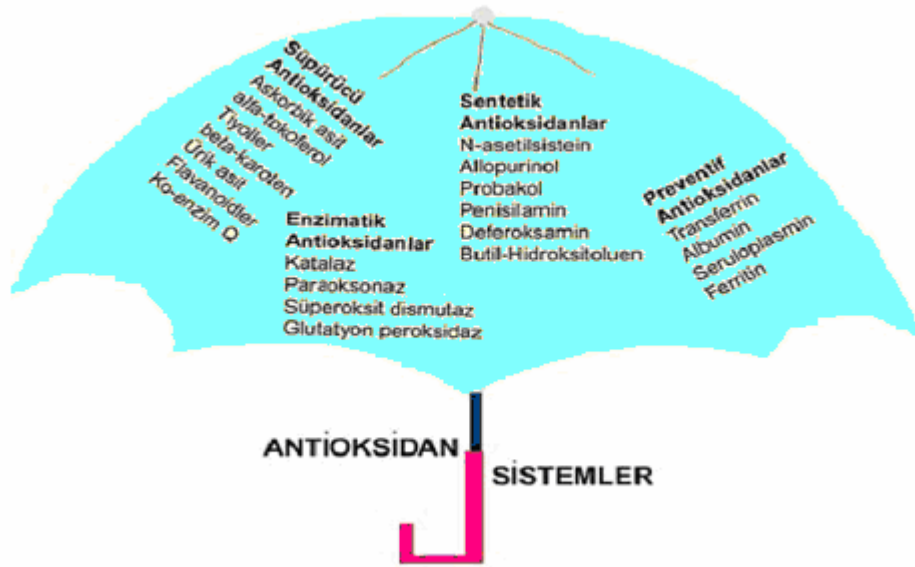 Süpürücü
Antioksidanlar
Askorbik asit
alfa-tokoferol
Tiyoller
beta-karoten
Ürik asit
Flavanoidler
Ko-enzim Q
Enzimatik
Antioksidanlar
Katalaz
Paraoksonaz
Süperoksit dismutaz
Glutatyon peroksidaz
Sentetik
Antioksidanlar
N-asetilsistein
Allopurinol
Probakol
Penisilamin
Deferoksamin
Butil-Hidroksitoluen
Preventif
Antioksidanlar
Transferrin
Albumin
Seruloplasmin
Ferritin
ANTİOKSİDAN
SİSTEMLER